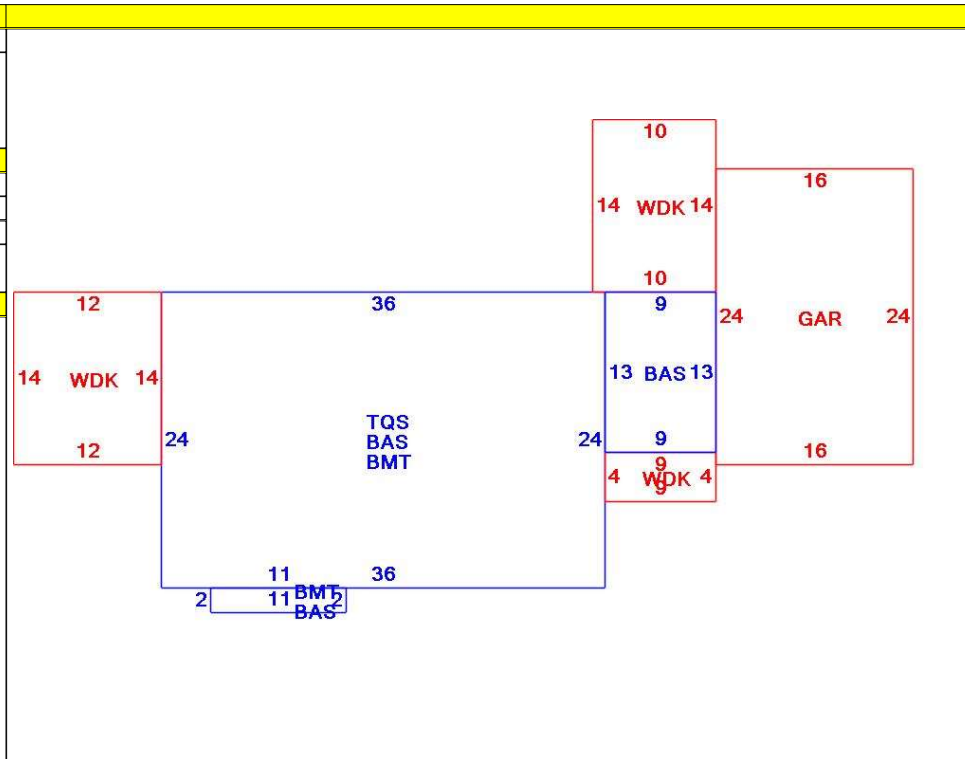 10
16
14 WDK 14
10
12
36
9
24 GAR 24
14 WDK 14
13 BAS 13
TQS
24 BAS 24
BMT
9
12
16
9
4 WDK 4
9
11 36
2 11 BMT 2
BAS